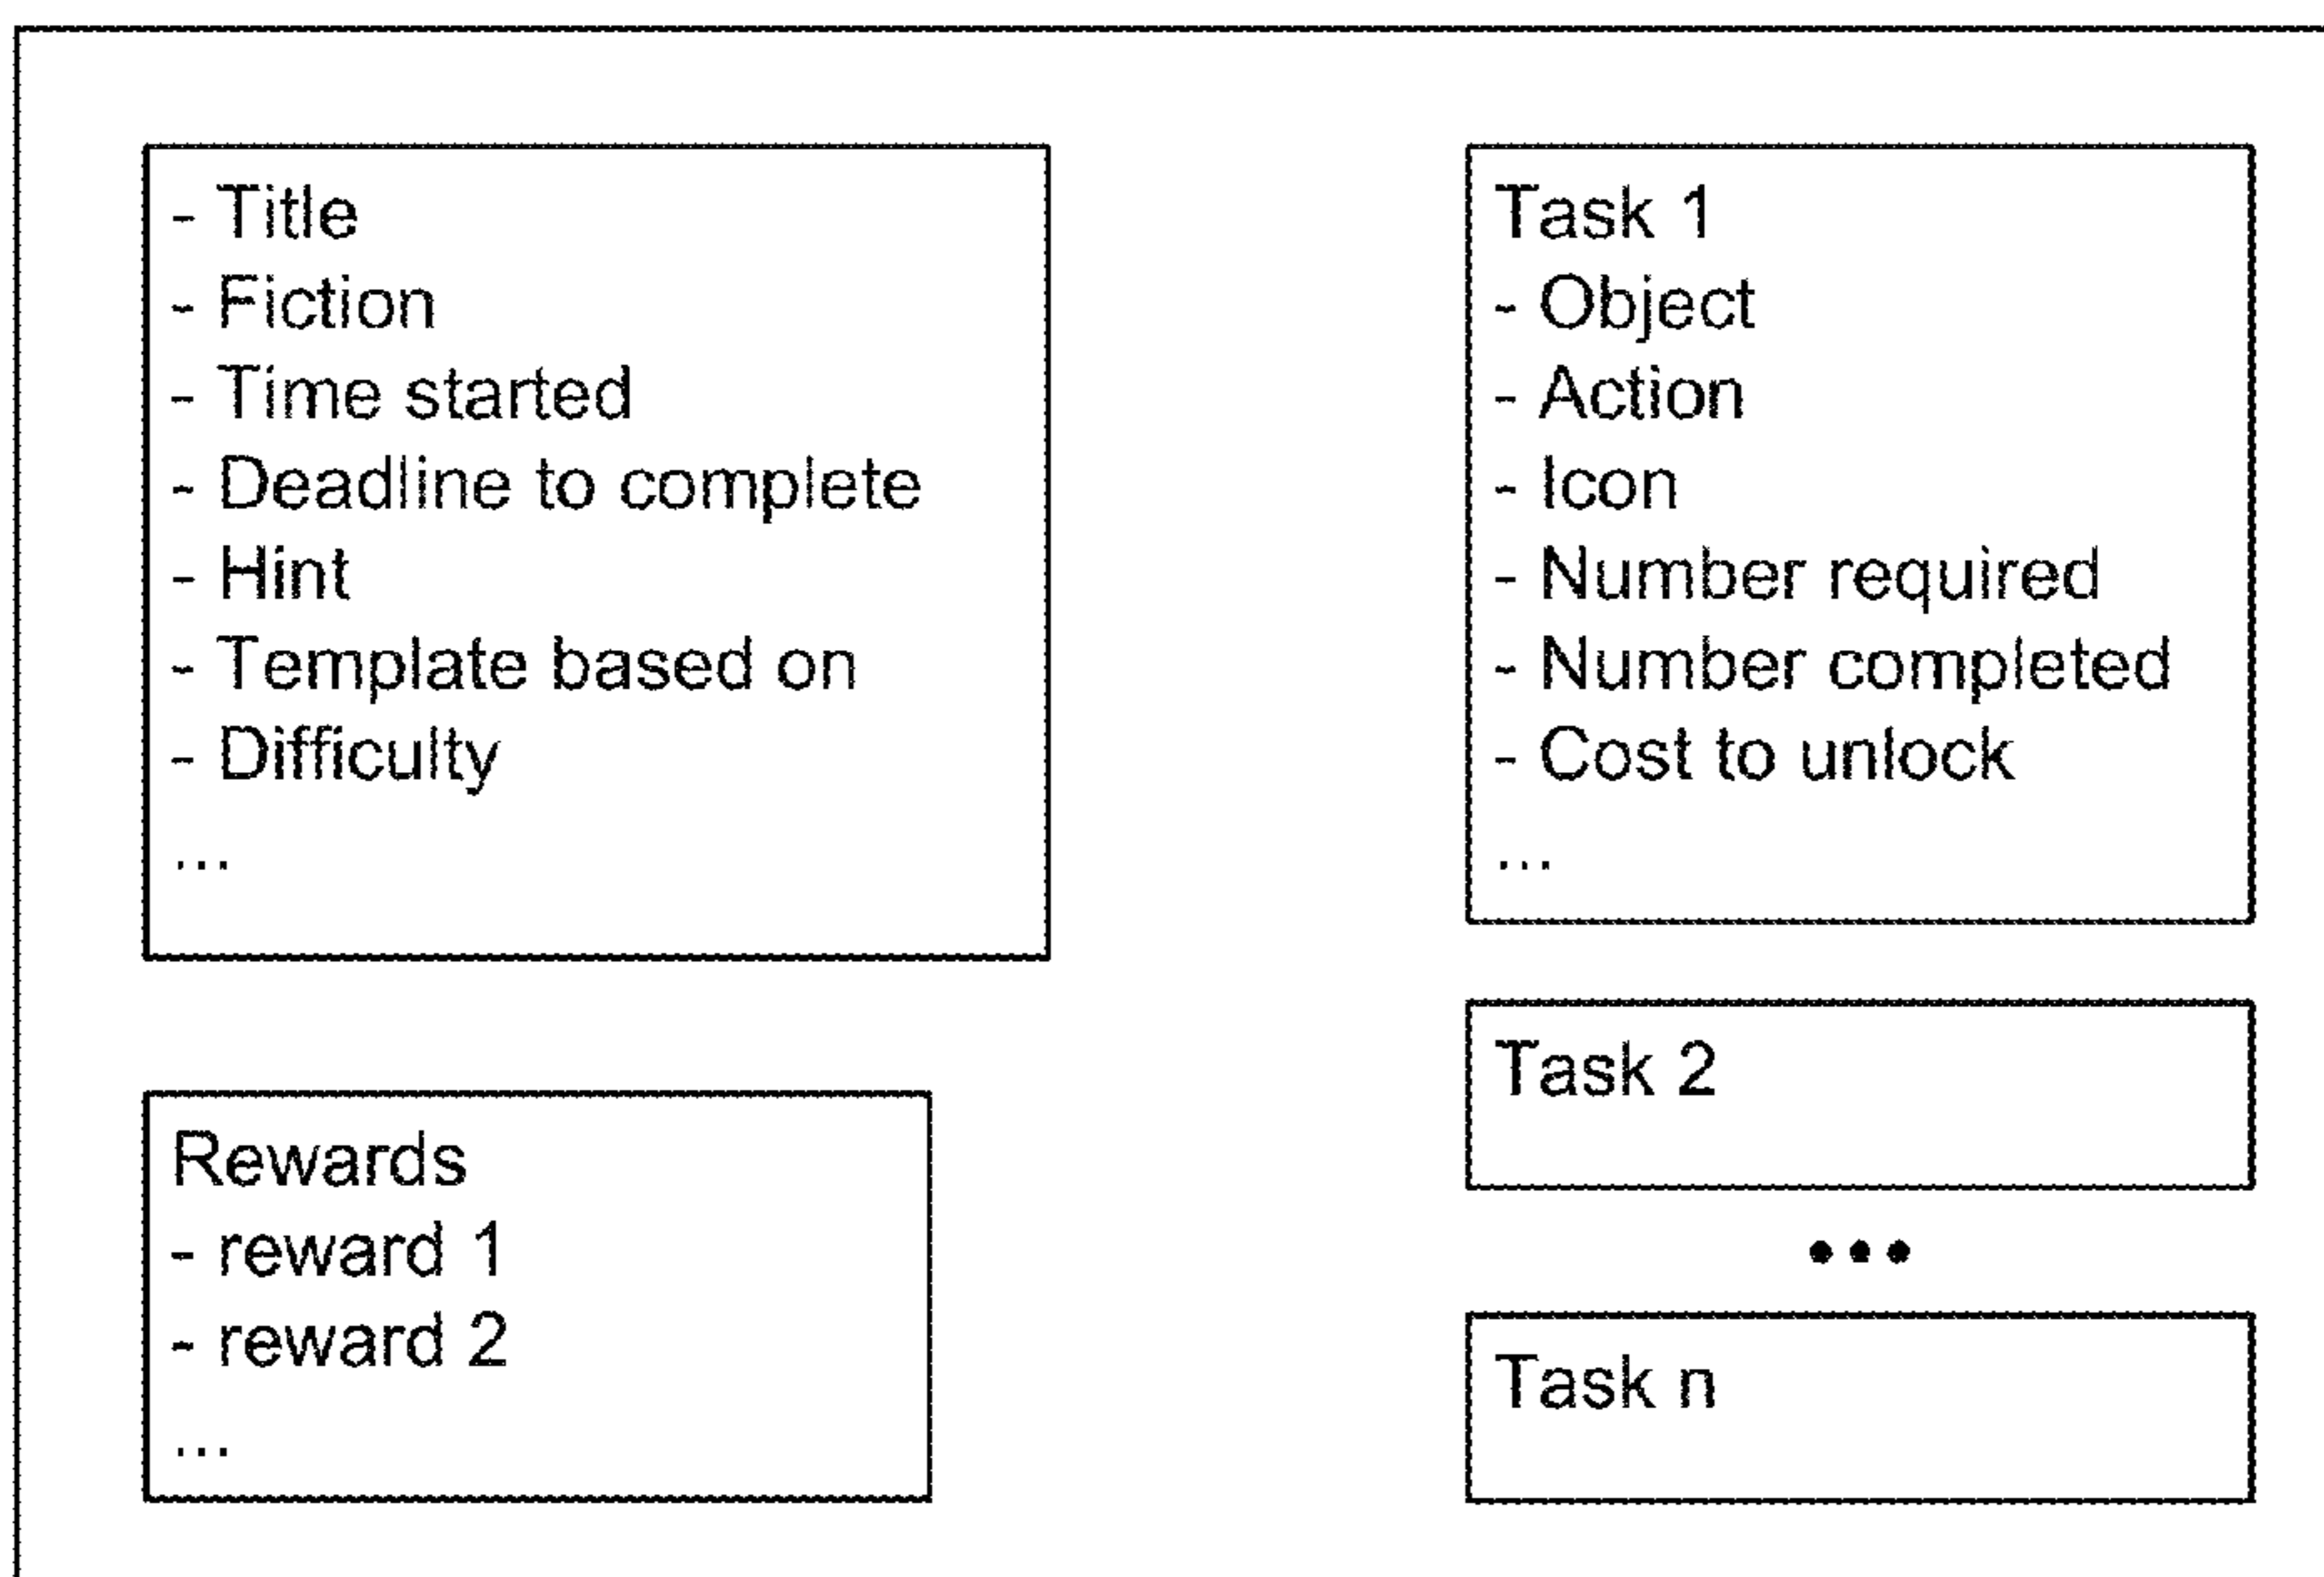 - Title
- Fiction
- Time started
- Deadline to complete
- Hint
- Template based on
- Difficulty
...
Rewards
- reward 1
- reward 2
...
Task 1
- Object
- Action
- Icon
- Number required
- Number completed
- Cost to unlock
...
Task 2
•••
Task n